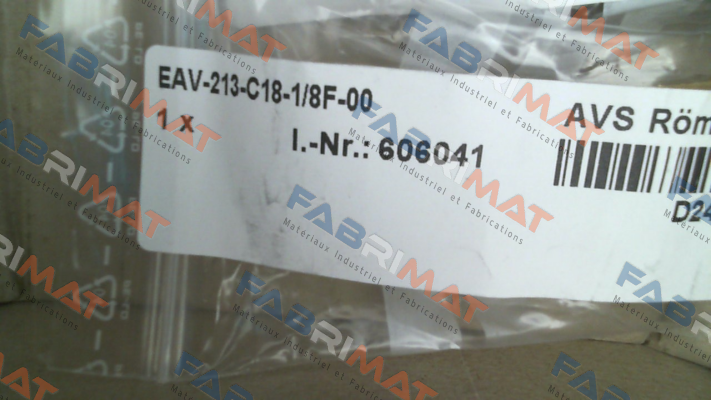 EAV-213-C18-1/8F-00
1 x
I.-Nr.: 606041
AVS Röm
D24
FABRIMAT
Materiaux Industriel et Fabrications